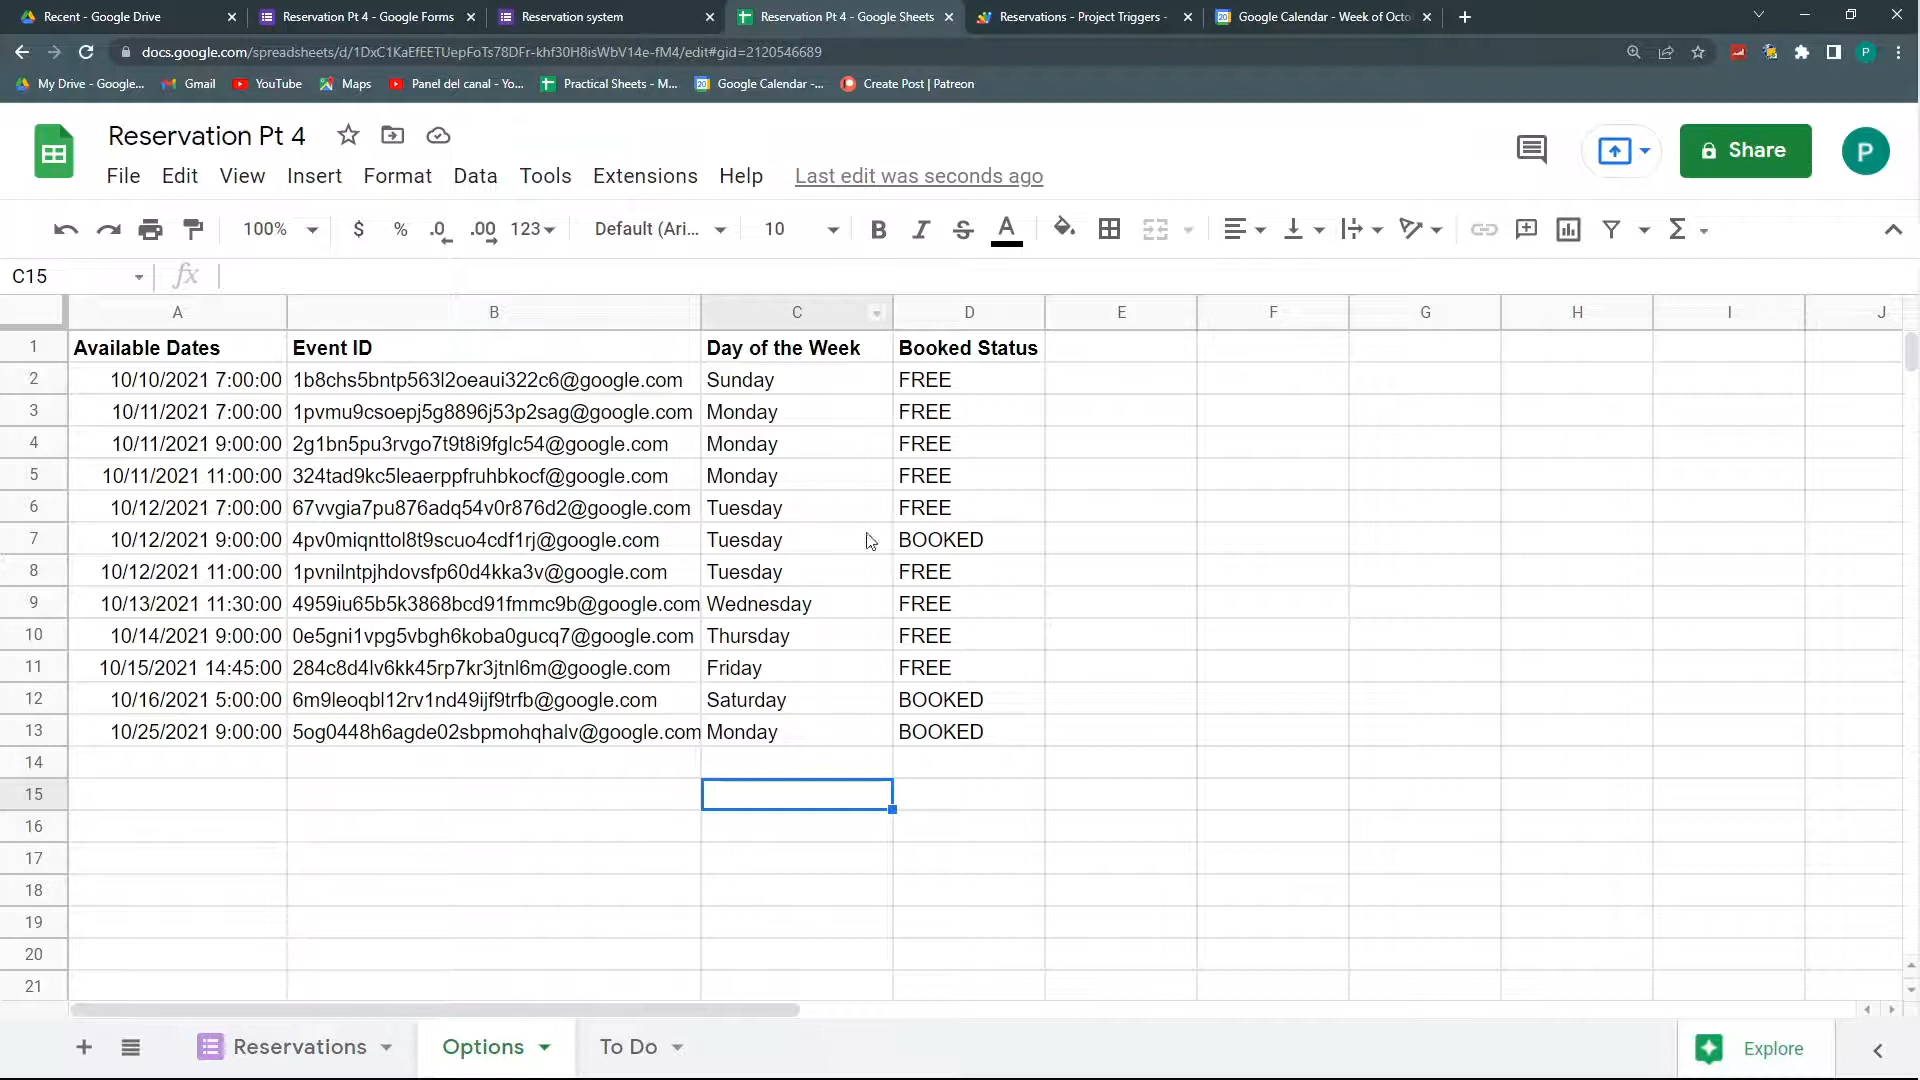 Recent - Google Drive
Reservation Pt 4 - Google Forms
Reservation system
Reservation Pt 4 - Google Sheets
Reservations - Project Triggers -
Google Calendar - Week of Octo
docs.google.com/spreadsheets/d/1DxC1KaEfEETUepFoTs78DFr-khf30H8isWbV14e-fM4/edit#gid=2120546689
P
My Drive - Google...
Gmail
YouTube
Maps
Panel del canal - Yo...
Practical Sheets - M...
Google Calendar -...
Create Post | Patreon
Reservation Pt 4
Share
P
File Edit View Insert Format Data Tools Extensions Help Last edit was seconds ago
100% $ % .0 .00 123 Default (Ari... 10 B I S A
C15 fx
A B C D E F G H I J
1 Available Dates Event ID Day of the Week Booked Status
2 10/10/2021 7:00:00 1b8chs5bntp563l2oeaui322c6@google.com Sunday FREE
3 10/11/2021 7:00:00 1pvmu9csoepj5g8896j53p2sag@google.com Monday FREE
4 10/11/2021 9:00:00 2g1bn5pu3rvgo7t9t8i9fglc54@google.com Monday FREE
5 10/11/2021 11:00:00 324tad9kc5leaerppfruhbkocf@google.com Monday FREE
6 10/12/2021 7:00:00 67vvgia7pu876adq54v0r876d2@google.com Tuesday FREE
7 10/12/2021 9:00:00 4pv0miqnttol8t9scuo4cdf1rj@google.com Tuesday BOOKED
8 10/12/2021 11:00:00 1pvnilntpjhdovsfp60d4kka3v@google.com Tuesday FREE
9 10/13/2021 11:30:00 4959iu65b5k3868bcd91fmmc9b@google.com Wednesday FREE
10 10/14/2021 9:00:00 0e5gni1vpg5vbgh6koba0gucq7@google.com Thursday FREE
11 10/15/2021 14:45:00 284c8d4lv6kk45rp7kr3jtnl6m@google.com Friday FREE
12 10/16/2021 5:00:00 6m9leoqbl12rv1nd49ijf9trfb@google.com Saturday BOOKED
13 10/25/2021 9:00:00 5og0448h6agde02sbpmohqhalv@google.com Monday BOOKED
14
15
16
17
18
19
20
21
Reservations Options To Do Explore